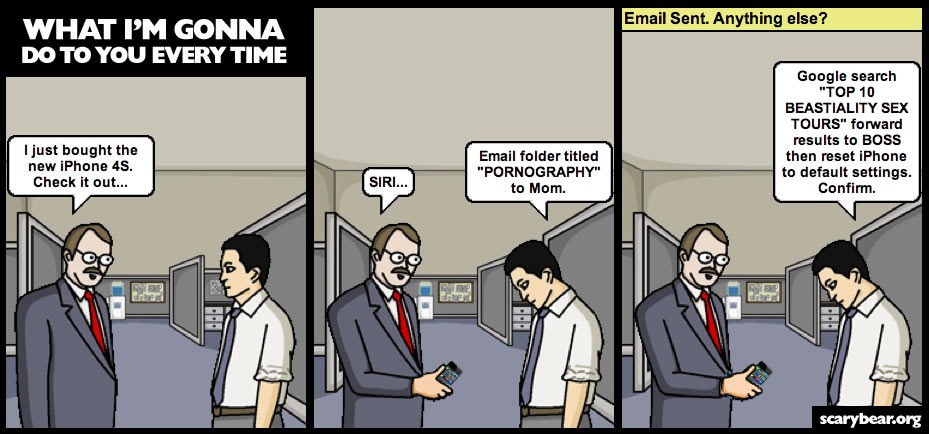 WHAT I'M GONNA
DO TO YOU EVERY TIME
I just bought the
new iPhone 4S.
Check it out...
SIRI...
Email folder titled
"PORNOGRAPHY"
to Mom.
Email Sent. Anything else?
Google search
"TOP 10
BEASTIALITY SEX
TOURS" forward
results to BOSS
then reset iPhone
to default settings.
Confirm.
scarybear.org